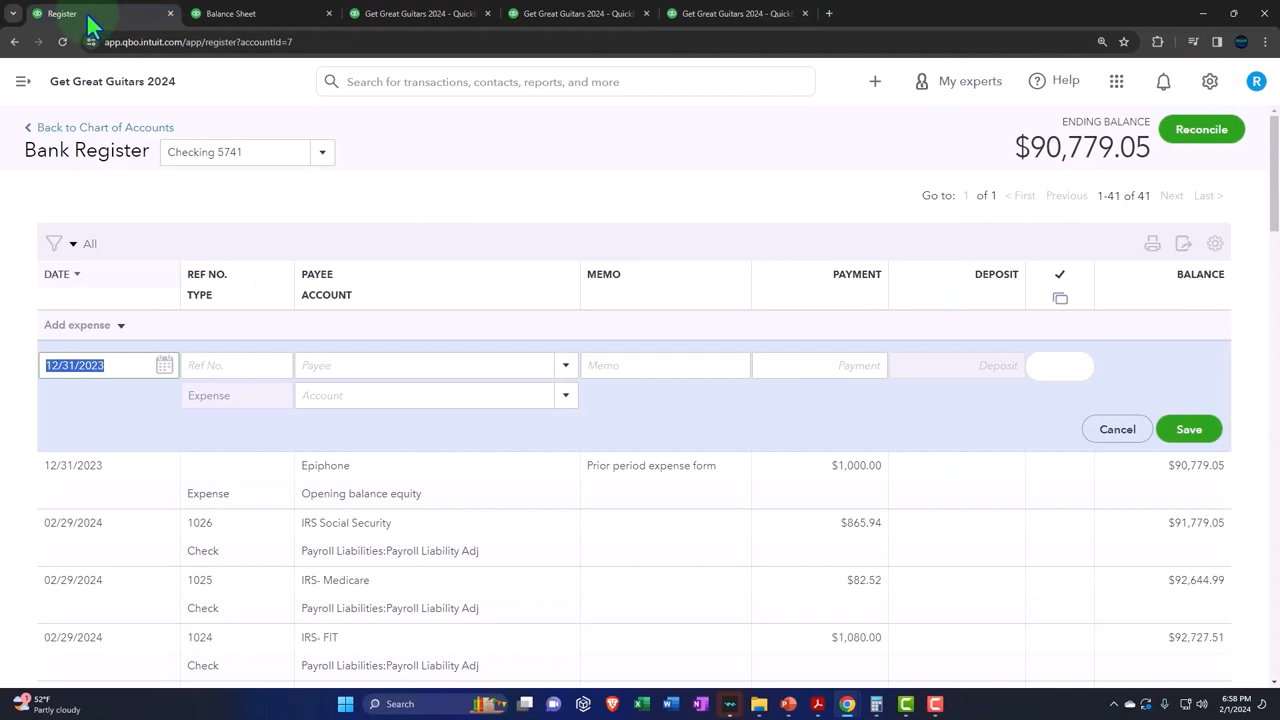 Register
Balance Sheet
Get Great Guitars 2024 - QuickB
Get Great Guitars 2024 - QuickB
Get Great Guitars 2024 - QuickB
app.qbo.intuit.com/app/register?accountId=7
Get Great Guitars 2024
Search for transactions, contacts, reports, and more
My experts
Help
R
Back to Chart of Accounts
Bank Register
Checking 5741
ENDING BALANCE
$90,779.05
Reconcile
Go to: 1 of 1 < First Previous 1-41 of 41 Next Last >
All
DATE
REF NO.
TYPE
PAYEE
ACCOUNT
MEMO
PAYMENT
DEPOSIT
BALANCE
Add expense
12/31/2023 Ref No. Payee Memo Payment Deposit
Expense Account
Cancel Save
12/31/2023 Epiphone Prior period expense form $1,000.00 $90,779.05
Expense Opening balance equity
02/29/2024 1026 IRS Social Security $865.94 $91,779.05
Check Payroll Liabilities:Payroll Liability Adj
02/29/2024 1025 IRS- Medicare $82.52 $92,644.99
Check Payroll Liabilities:Payroll Liability Adj
02/29/2024 1024 IRS- FIT $1,080.00 $92,727.51
Check Payroll Liabilities:Payroll Liability Adj
52°F
Partly cloudy
Search
6:58 PM
2/1/2024